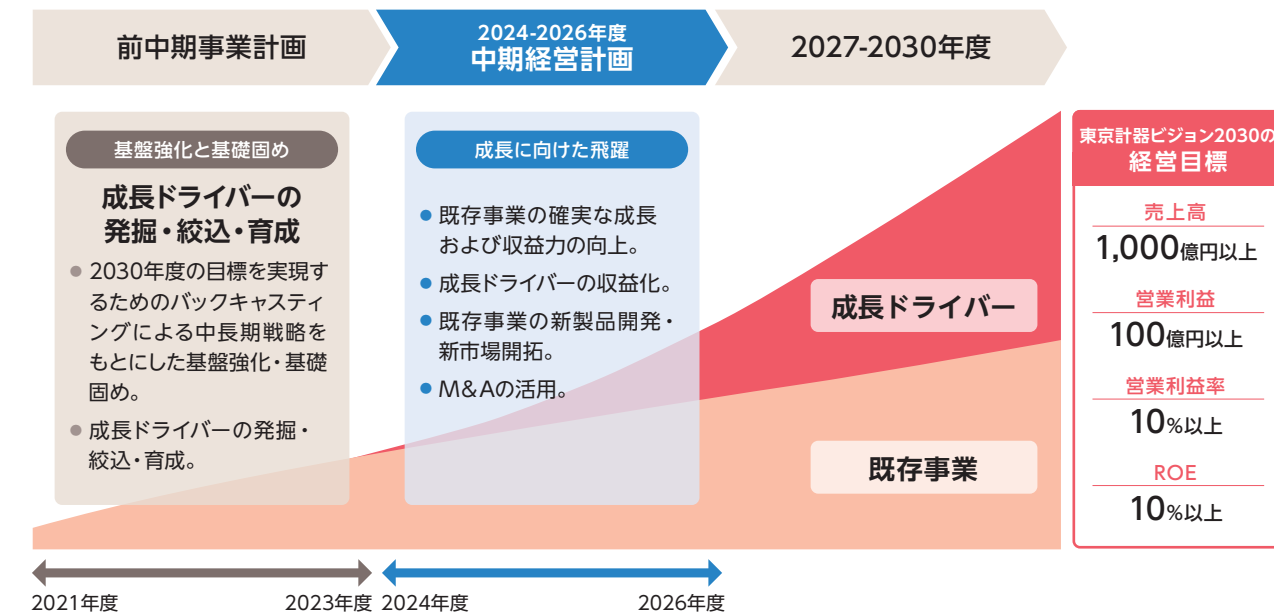 前中期事業計画
2024-2026年度
中期経営計画
2027-2030年度
基盤強化と基礎固め
成長ドライバーの
発掘・絞込・育成
● 2030年度の目標を実現す
るためのバックキャスティ
ングによる中長期戦略を
もとにした基盤強化・基礎
固め。
● 成長ドライバーの発掘・
絞込・育成。
成長に向けた飛躍
● 既存事業の確実な成長
および収益力の向上。
● 成長ドライバーの収益化。
● 既存事業の新製品開発・
新市場開拓。
● M&Aの活用。
成長ドライバー
既存事業
東京計器ビジョン2030の
経営目標
売上高
1,000億円以上
営業利益
100億円以上
営業利益率
10%以上
ROE
10%以上
2021年度
2023年度
2024年度
2026年度